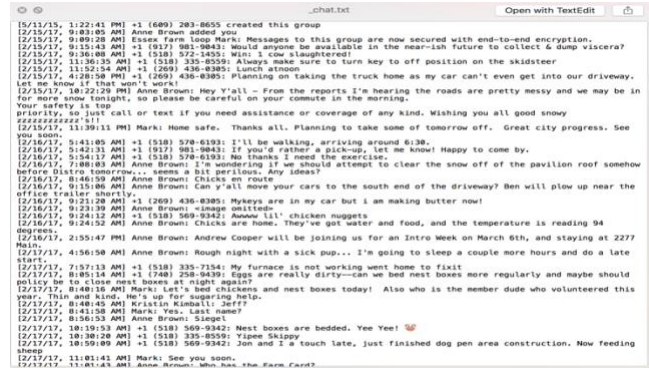 _chat.txt
Open with TextEdit
[5/11/15, 1:22:41 PM] +1 (609) 203-8655 created this group
[2/15/17, 9:03:05 AM] Anne Brown added you
[2/15/17, 9:09:28 AM] Essex farm loop Mark: Messages to this group are now secured with end-to-end encryption.
[2/15/17, 9:15:43 AM] +1 (917) 981-9043: Would anyone be available in the near-ish future to collect & dump viscera?
[2/15/17, 9:36:08 AM] +1 (518) 572-1455: Win: 1 cow slaughtered!
[2/15/17, 11:36:35 AM] +1 (518) 335-8559: Always make sure to turn key to off position on the skidsteer
[2/15/17, 11:52:54 AM] +1 (269) 436-0305: Lunch atnoon
[2/15/17, 4:28:50 PM] +1 (269) 436-0305: Planning on taking the truck home as my car can't even get into our driveway.
Let me know if that won't work!
[2/15/17, 10:22:29 PM] Anne Brown: Hey Y'all – From the reports I'm hearing the roads are pretty messy and we may be in
for more snow tonight, so please be careful on your commute in the morning.
Your safety is top
priority, so just call or text if you need assistance or coverage of any kind. Wishing you all good snowy
zzzzzzzzzzz's!!
[2/15/17, 11:39:11 PM] Mark: Home safe.  Thanks all. Planning to take some of tomorrow off.  Great city progress. See
you soon.
[2/16/17, 5:41:05 AM] +1 (518) 570-6193: I'll be walking, arriving around 6:30.
[2/16/17, 5:42:31 AM] +1 (917) 981-9043: If you'd rather a pick-up, let me know! Happy to come by.
[2/16/17, 5:54:17 AM] +1 (518) 570-6193: No thanks I need the exercise.
[2/16/17, 7:08:03 AM] Anne Brown: I'm wondering if we should attempt to clear the snow off of the pavilion roof somehow
before Distro tomorrow... seems a bit perilous. Any ideas?
[2/16/17, 8:46:59 AM] Anne Brown: Chicks en route
[2/16/17, 9:15:06 AM] Anne Brown: Can y'all move your cars to the south end of the driveway? Ben will plow up near the
office trailer shortly.
[2/16/17, 9:21:20 AM] +1 (269) 436-0305: Mykeys are in my car but i am making butter now!
[2/16/17, 9:23:39 AM] Anne Brown: <image omitted>
[2/16/17, 9:24:12 AM] +1 (518) 569-9342: Awwww lil' chicken nuggets
[2/16/17, 9:24:52 AM] Anne Brown: Chicks are home. They've got water and food, and the temperature is reading 94
degrees.
[2/16/17, 2:55:47 PM] Anne Brown: Andrew Cooper will be joining us for an Intro Week on March 6th, and staying at 2277
Main.
[2/17/17, 4:56:50 AM] Anne Brown: Rough night with a sick pup... I'm going to sleep a couple more hours and do a late
start.
[2/17/17, 7:57:13 AM] +1 (518) 335-7154: My furnace is not working went home to fixit
[2/17/17, 8:05:14 AM] +1 (740) 258-9439: Eggs are really dirty—can we bed nest boxes more regularly and maybe should
policy be to close nest boxes at night again?
[2/17/17, 8:40:16 AM] Mark: Let's bed chickens and nest boxes today!  Also who is the member dude who volunteered this
year. Thin and kind. He's up for sugaring help.
[2/17/17, 8:40:45 AM] Kristin Kimball: Jeff?
[2/17/17, 8:41:58 AM] Mark: Yes. Last name?
[2/17/17, 8:56:53 AM] Anne Brown: Siegel
[2/17/17, 10:19:53 AM] +1 (518) 569-9342: Nest boxes are bedded. Yee Yee!
[2/17/17, 10:30:20 AM] +1 (518) 335-8559: Yipee Skippy
[2/17/17, 10:59:09 AM] +1 (518) 569-9342: Jon and I a touch late, just finished dog pen area construction. Now feeding
sheep
[2/17/17, 11:01:41 AM] Mark: See you soon.
[2/17/17, 11:01:43 AM] Anne Brown: Who has the Farm Card?